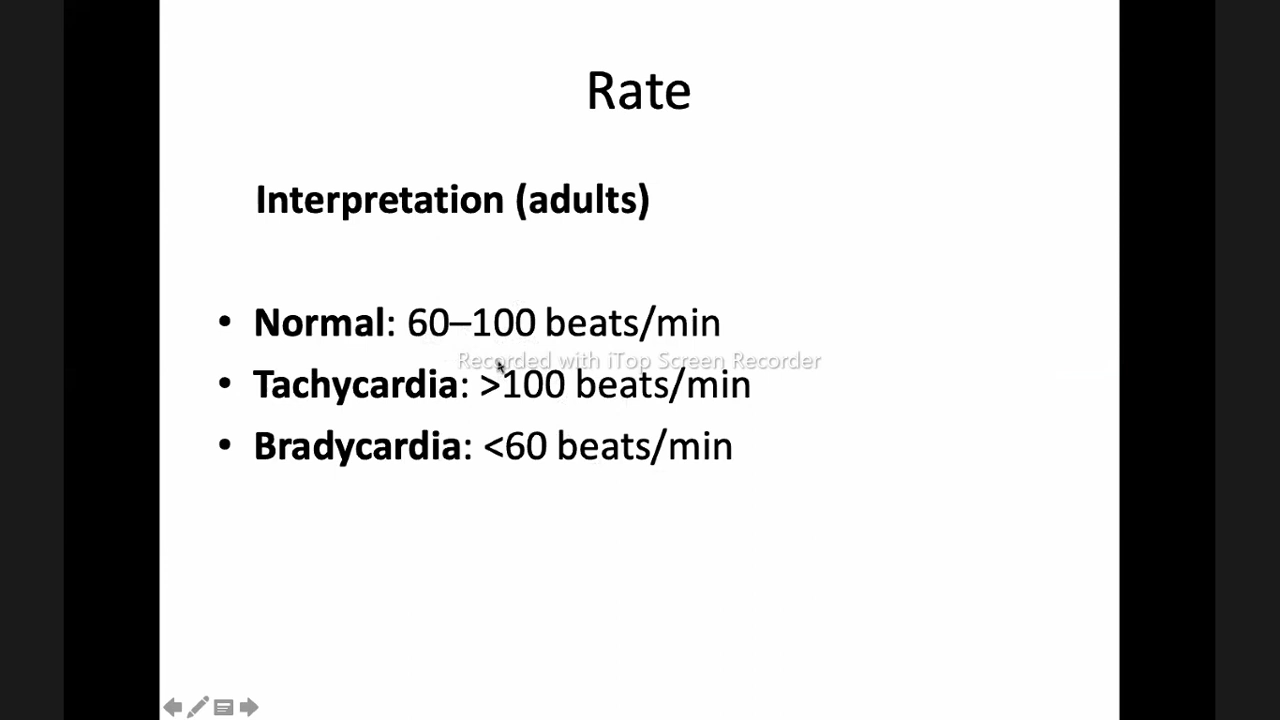 Rate
Interpretation (adults)
• Normal: 60–100 beats/min
Recorded with iTop Screen Recorder
• Tachycardia: >100 beats/min
• Bradycardia: <60 beats/min